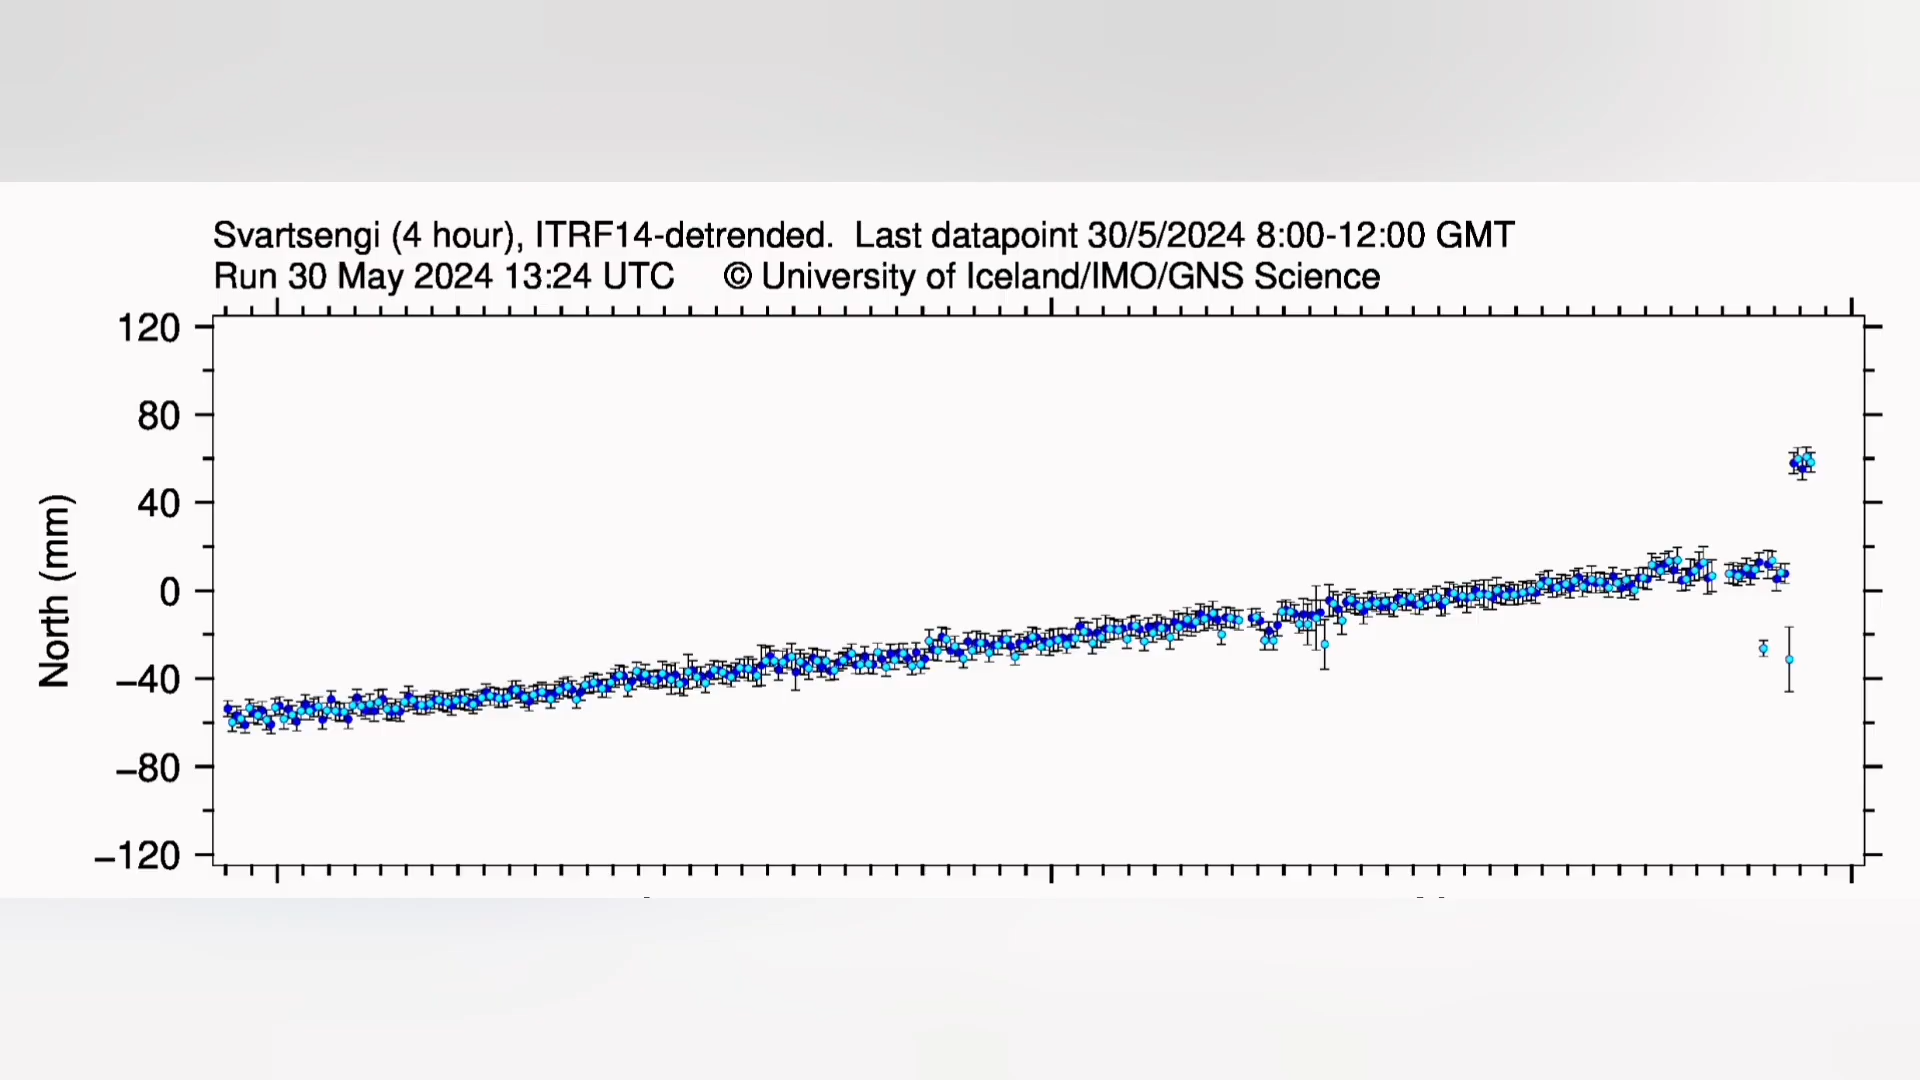 Svartsengi (4 hour), ITRF14-detrended. Last datapoint 30/5/2024 8:00-12:00 GMT
Run 30 May 2024 13:24 UTC © University of Iceland/IMO/GNS Science
120
80
40
0
−40
−80
−120
North (mm)